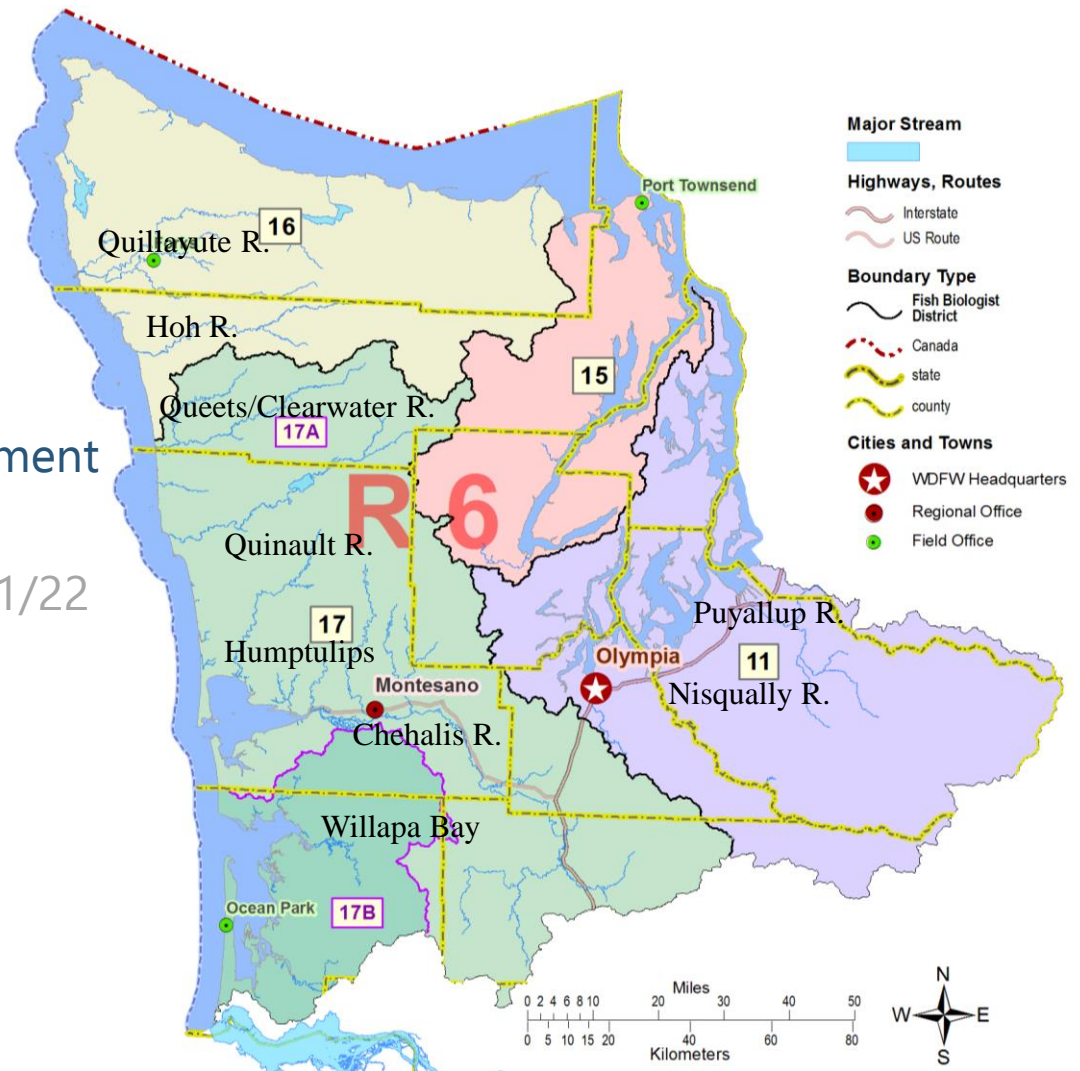 Port Townsend
16
Quillayute R.
Hoh R.
15
Queets/Clearwater R.
17A
ment
R 6
Quinault R.
1/22
17
Puyallup R.
Humptulips
Olympia
11
Montesano
Nisqually R.
Chehalis R.
Willapa Bay
Ocean Park
17B
Major Stream
Highways, Routes
Interstate
US Route
Boundary Type
Fish Biologist
District
Canada
state
county
Cities and Towns
WDFW Headquarters
Regional Office
Field Office
Miles
0 2 4 6 8 10 20 30 40 50
0 5 10 15 20 40 60 80
Kilometers
N
W E
S